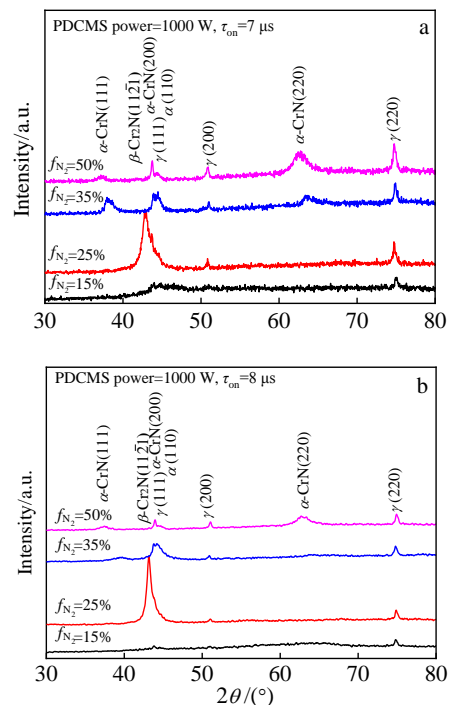 PDCMS power=1000 W, τon=7 μs
a
α-CrN(111)
β-Cr₂N(112̄1)
α-CrN(200)
γ (111)
α (110)
γ (200)
α-CrN(220)
γ (220)
fN₂=50%
fN₂=35%
fN₂=25%
fN₂=15%
Intensity/a.u.
30 40 50 60 70 80
PDCMS power=1000 W, τon=8 μs
b
α-CrN(111)
β-Cr₂N(112̄1)
γ (111) α-CrN(200)
α (110)
γ (200)
α-CrN(220)
γ (220)
fN₂=50%
fN₂=35%
fN₂=25%
fN₂=15%
Intensity/a.u.
30 40 50 60 70 80
2θ /(°)